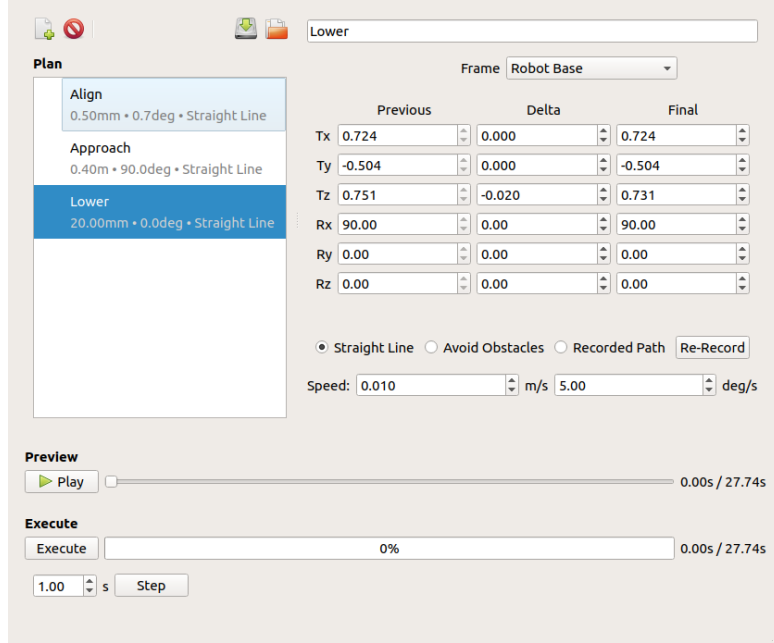 Lower
Plan
Frame Robot Base
Align
0.50mm • 0.7deg • Straight Line
Approach
0.40m • 90.0deg • Straight Line
Lower
20.00mm • 0.0deg • Straight Line
Previous Delta Final
Tx 0.724 0.000 0.724
Ty -0.504 0.000 -0.504
Tz 0.751 -0.020 0.731
Rx 90.00 0.00 90.00
Ry 0.00 0.00 0.00
Rz 0.00 0.00 0.00
Straight Line Avoid Obstacles Recorded Path Re-Record
Speed: 0.010 m/s 5.00 deg/s
Preview
Play 0.00s / 27.74s
Execute
Execute 0% 0.00s / 27.74s
1.00 s Step